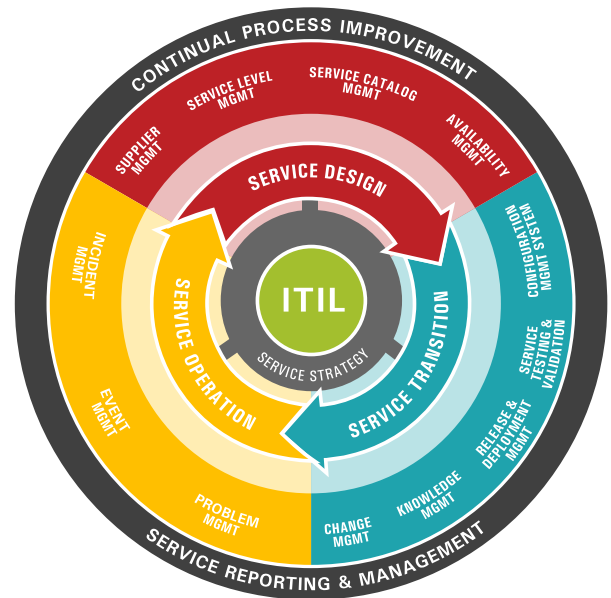 CONTINUAL PROCESS IMPROVEMENT
SUPPLIER
MGMT
SERVICE LEVEL
MGMT
SERVICE CATALOG
MGMT
AVAILABILITY
MGMT
SERVICE DESIGN
CONFIGURATION
MGMT SYSTEM
SERVICE
TESTING &
VALIDATION
RELEASE &
DEPLOYMENT
MGMT
KNOWLEDGE
MGMT
CHANGE
MGMT
SERVICE TRANSITION
INCIDENT
MGMT
EVENT
MGMT
PROBLEM
MGMT
SERVICE OPERATION
ITIL
SERVICE STRATEGY
SERVICE REPORTING & MANAGEMENT